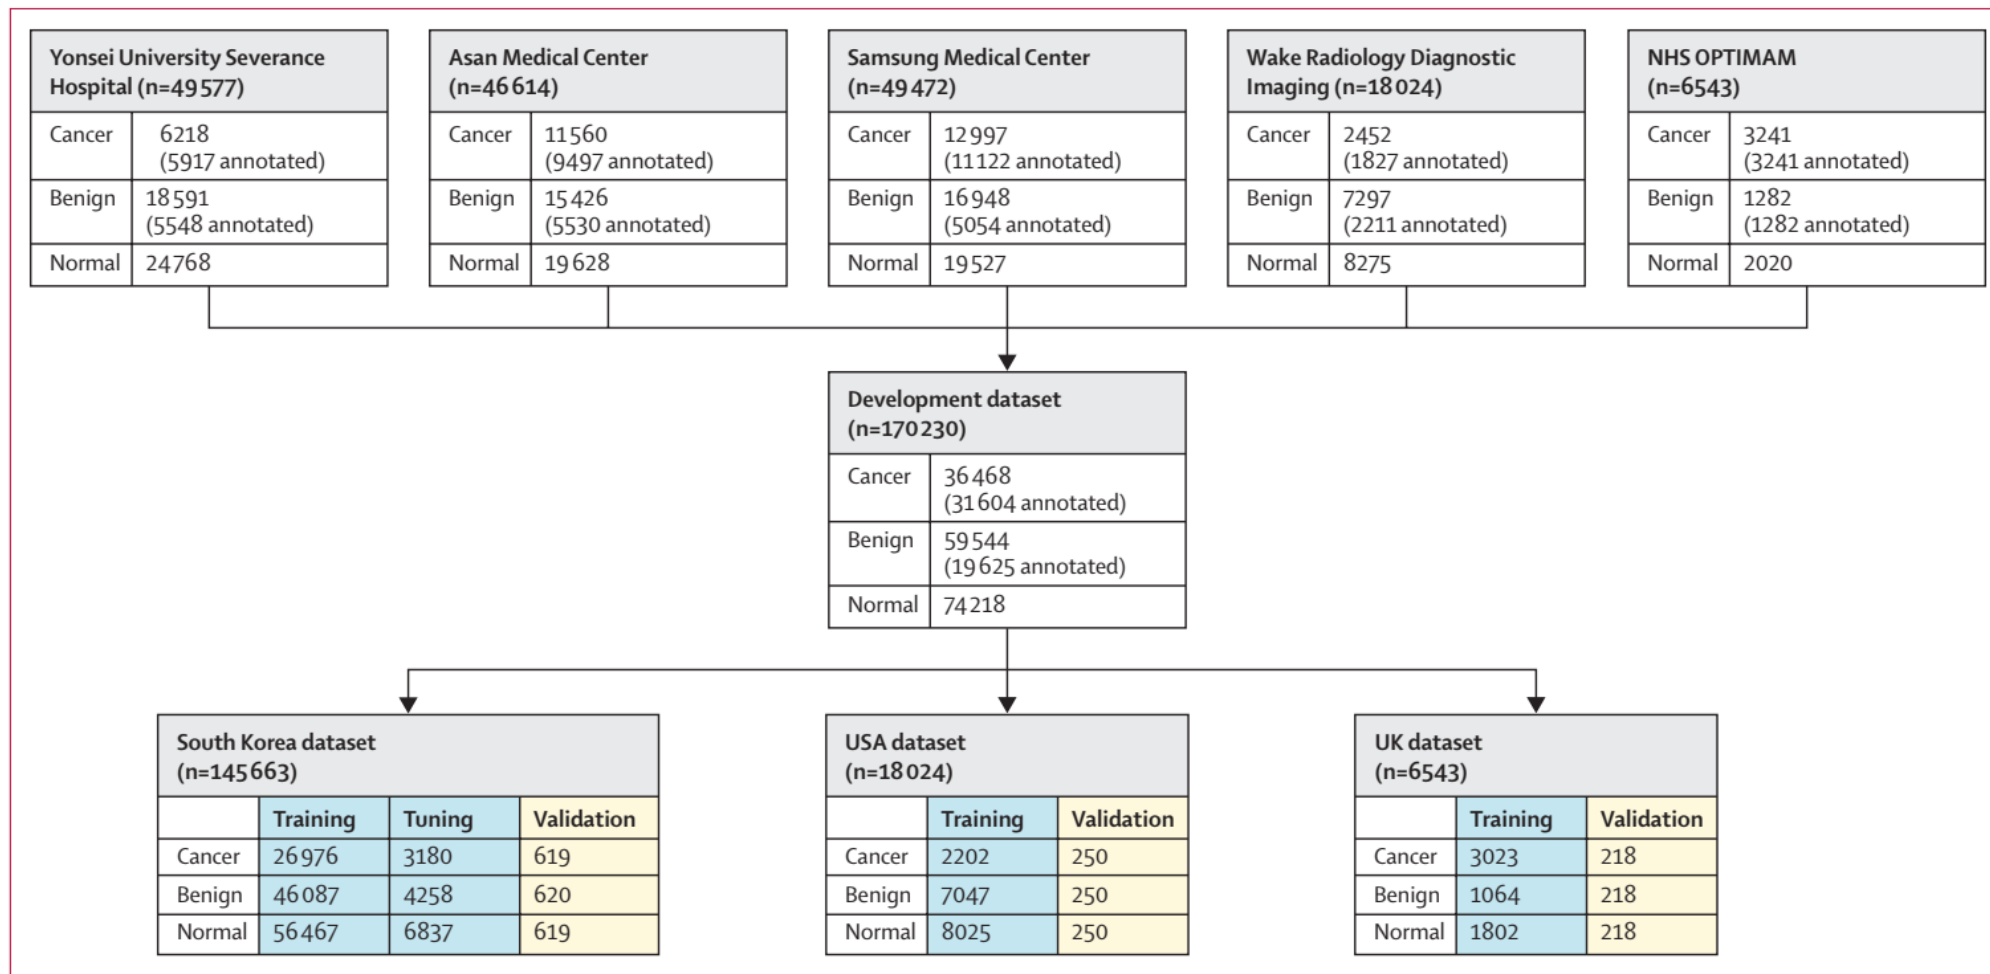 Yonsei University Severance
Hospital (n=49 577)
Cancer 6218
(5917 annotated)
Benign 18 591
(5548 annotated)
Normal 24 768
Asan Medical Center
(n=46 614)
Cancer 11 560
(9497 annotated)
Benign 15 426
(5530 annotated)
Normal 19 628
Samsung Medical Center
(n=49 472)
Cancer 12 997
(11 122 annotated)
Benign 16 948
(5054 annotated)
Normal 19 527
Wake Radiology Diagnostic
Imaging (n=18 024)
Cancer 2452
(1827 annotated)
Benign 7297
(2211 annotated)
Normal 8275
NHS OPTIMAM
(n=6543)
Cancer 3241
(3241 annotated)
Benign 1282
(1282 annotated)
Normal 2020
Development dataset
(n=170 230)
Cancer 36 468
(31 604 annotated)
Benign 59 544
(19 625 annotated)
Normal 74 218
South Korea dataset
(n=145 663)
Training Tuning Validation
Cancer 26 976 3180 619
Benign 46 087 4258 620
Normal 56 467 6837 619
USA dataset
(n=18 024)
Training Validation
Cancer 2202 250
Benign 7047 250
Normal 8025 250
UK dataset
(n=6543)
Training Validation
Cancer 3023 218
Benign 1064 218
Normal 1802 218